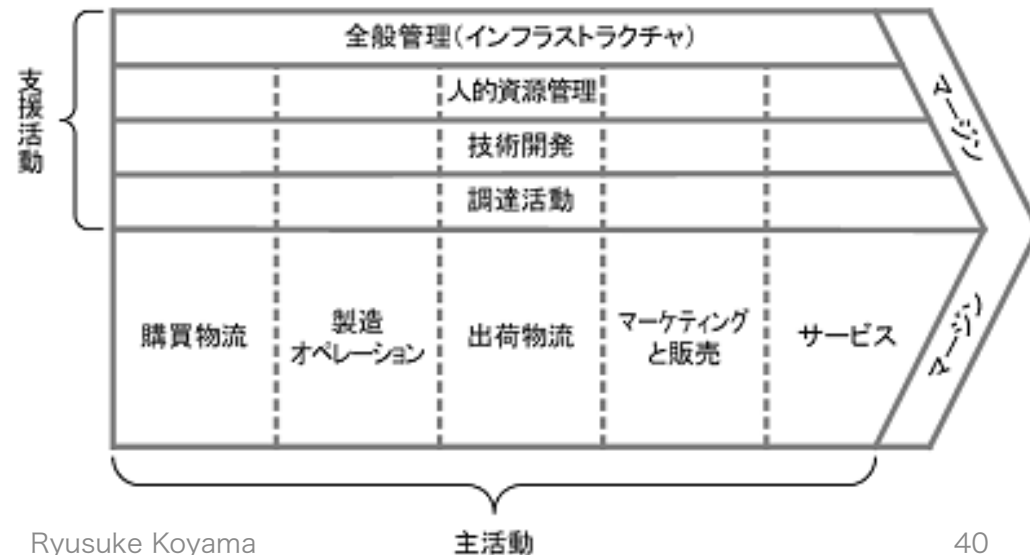 全般管理(インフラストラクチャ)
支援活動
人的資源管理
技術開発
調達活動
マージン
購買物流
製造
オペレーション
出荷物流
マーケティング
と販売
サービス
マージン
主活動
Ryusuke Koyama
40